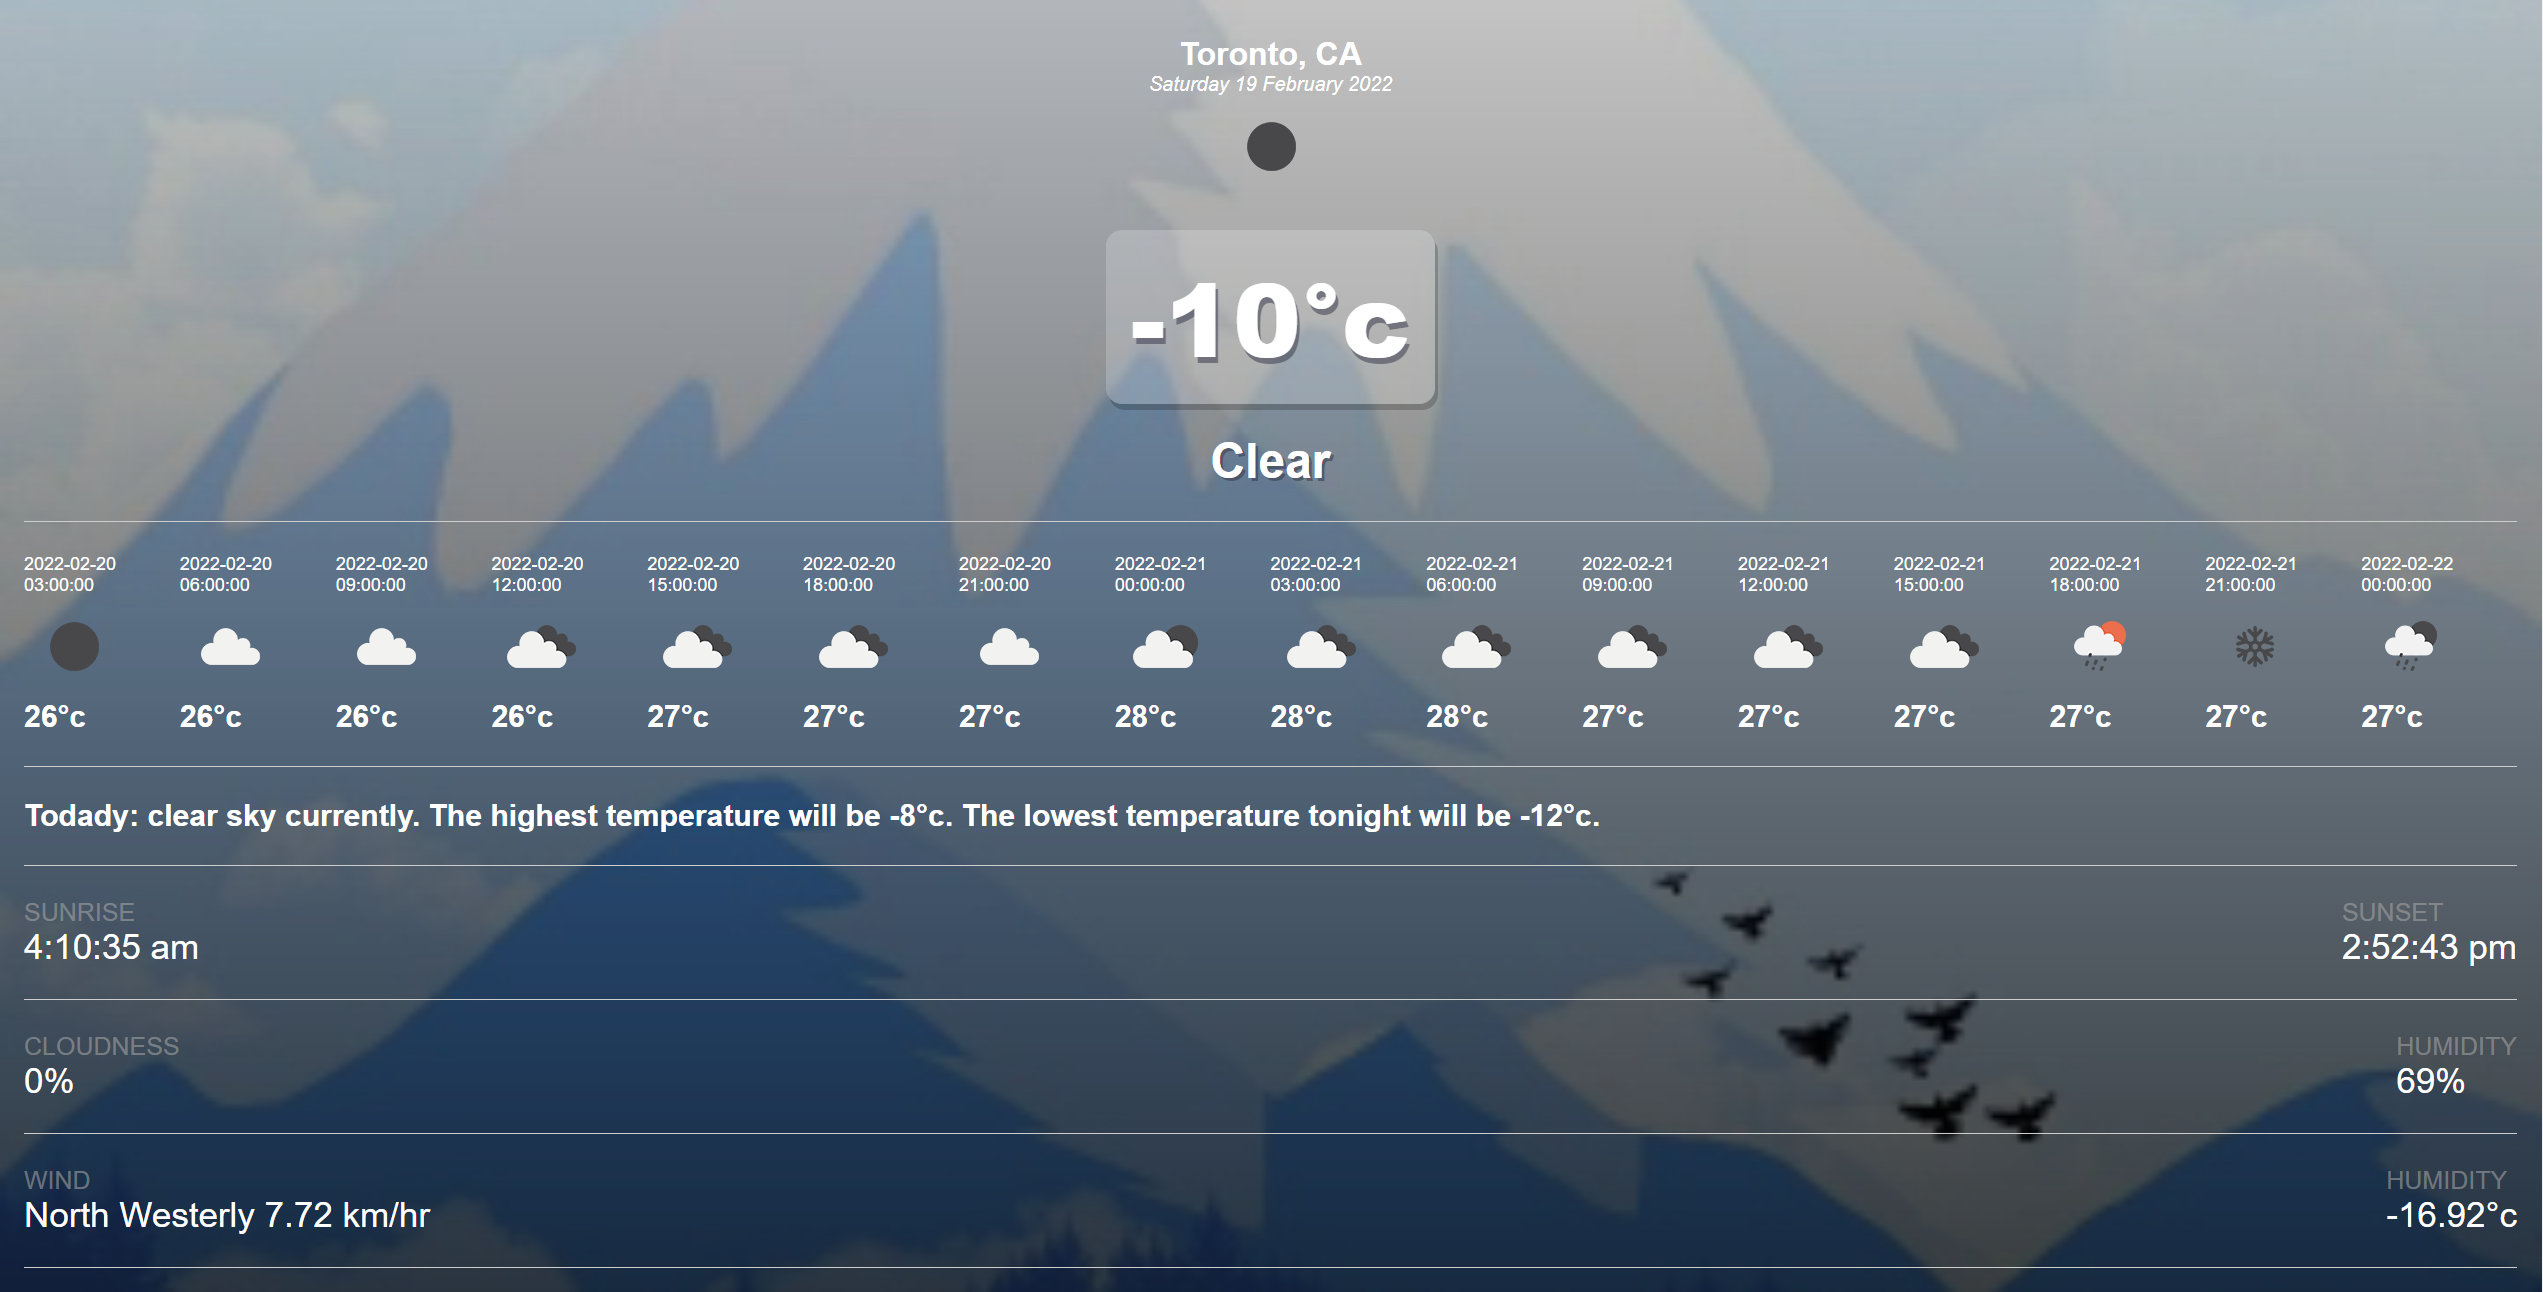 Toronto, CA
Saturday 19 February 2022
-10°c
Clear
2022-02-20 2022-02-20 2022-02-20 2022-02-20 2022-02-20 2022-02-20 2022-02-20 2022-02-21 2022-02-21 2022-02-21 2022-02-21 2022-02-21 2022-02-21 2022-02-21 2022-02-21 2022-02-22
03:00:00 06:00:00 09:00:00 12:00:00 15:00:00 18:00:00 21:00:00 00:00:00 03:00:00 06:00:00 09:00:00 12:00:00 15:00:00 18:00:00 21:00:00 00:00:00
26°c 26°c 26°c 26°c 27°c 27°c 27°c 28°c 28°c 28°c 27°c 27°c 27°c 27°c 27°c 27°c
Todady: clear sky currently. The highest temperature will be -8°c. The lowest temperature tonight will be -12°c.
SUNRISE SUNSET
4:10:35 am 2:52:43 pm
CLOUDNESS HUMIDITY
0% 69%
WIND HUMIDITY
North Westerly 7.72 km/hr -16.92°c